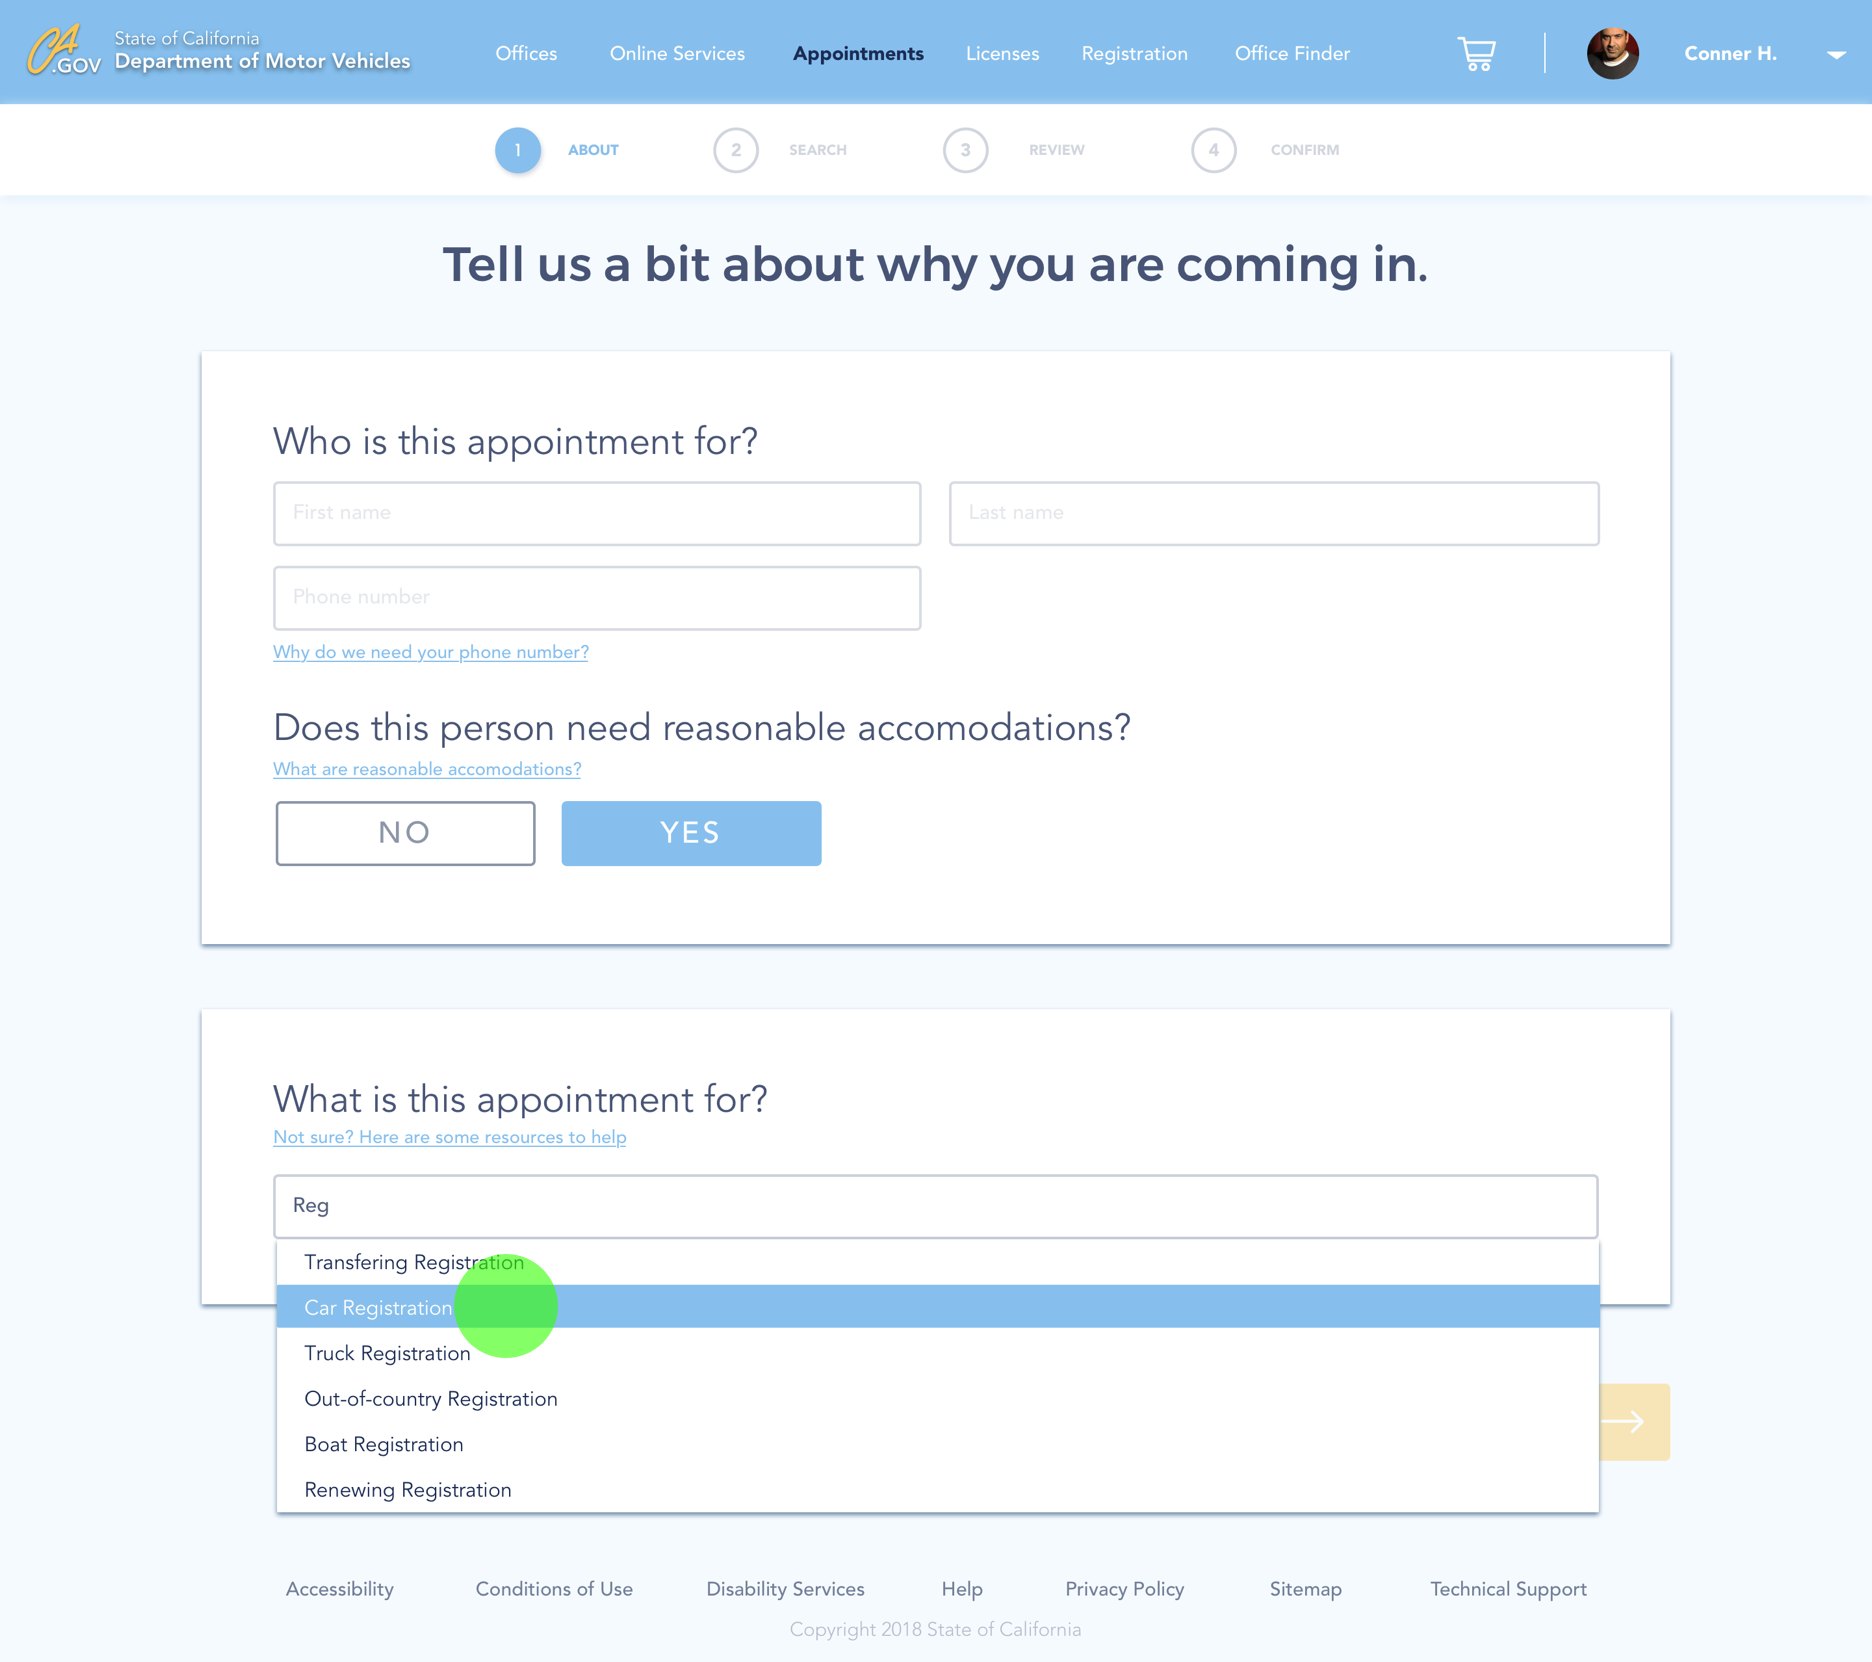 CA.GOV
State of California
Department of Motor Vehicles
Offices
Online Services
Appointments
Licenses
Registration
Office Finder
Conner H.
1 ABOUT
2 SEARCH
3 REVIEW
4 CONFIRM
Tell us a bit about why you are coming in.
Who is this appointment for?
First name
Last name
Phone number
Why do we need your phone number?
Does this person need reasonable accomodations?
What are reasonable accomodations?
NO
YES
What is this appointment for?
Not sure? Here are some resources to help
Reg
Transfering Registration
Car Registration
Truck Registration
Out-of-country Registration
Boat Registration
Renewing Registration
Accessibility
Conditions of Use
Disability Services
Help
Privacy Policy
Sitemap
Technical Support
Copyright 2018 State of California